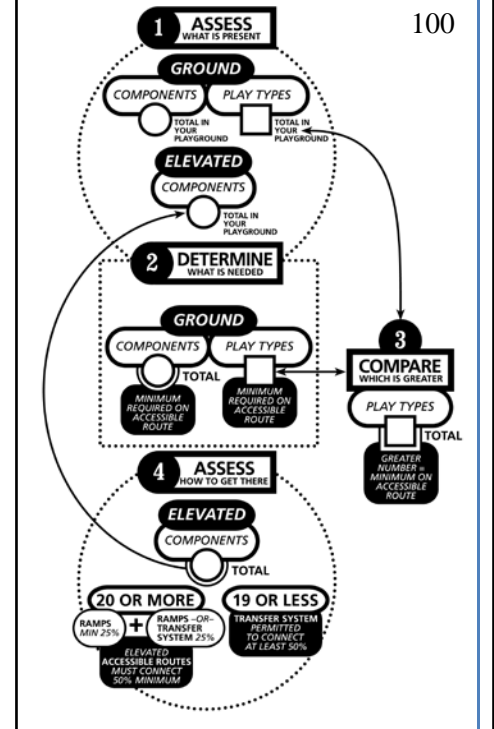 100
1 ASSESS
WHAT IS PRESENT
GROUND
COMPONENTS
PLAY TYPES
TOTAL IN
YOUR
PLAYGROUND
TOTAL IN
YOUR
PLAYGROUND
ELEVATED
COMPONENTS
TOTAL IN
YOUR
PLAYGROUND
2 DETERMINE
WHAT IS NEEDED
GROUND
COMPONENTS
PLAY TYPES
TOTAL
MINIMUM
REQUIRED ON
ACCESSIBLE
ROUTE
MINIMUM
REQUIRED ON
ACCESSIBLE
ROUTE
3
COMPARE
WHICH IS GREATER
PLAY TYPES
TOTAL
GREATER
NUMBER =
MINIMUM ON
ACCESSIBLE
ROUTE
4 ASSESS
HOW TO GET THERE
ELEVATED
COMPONENTS
TOTAL
20 OR MORE
RAMPS
MIN 25%
+
RAMPS –OR–
TRANSFER
SYSTEM 25%
ELEVATED
ACCESSIBLE ROUTES
MUST CONNECT
50% MINIMUM
19 OR LESS
TRANSFER SYSTEM
PERMITTED
TO CONNECT
AT LEAST 50%